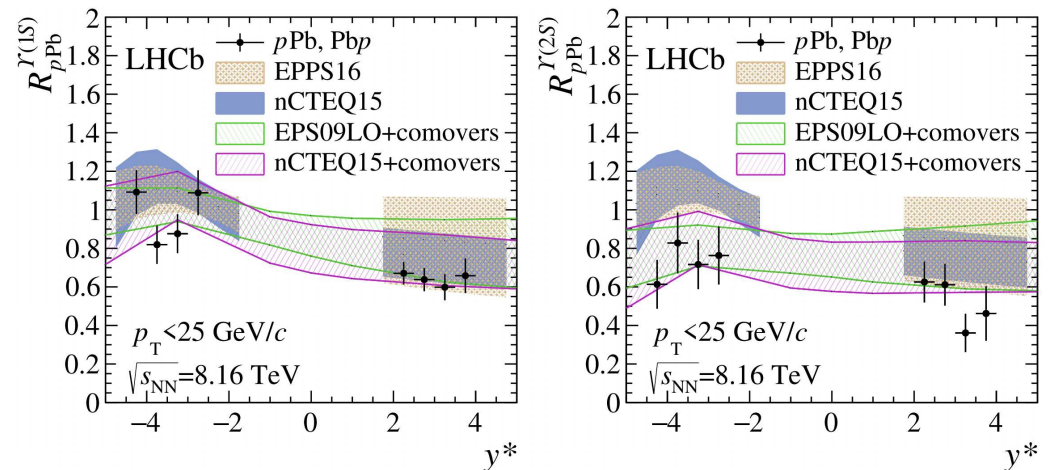 R_{pPb}^{Υ(1S)}
2
1.8
1.6
1.4
1.2
1
0.8
0.6
0.4
0.2
0
LHCb
pPb, Pbp
EPPS16
nCTEQ15
EPS09LO+comovers
nCTEQ15+comovers
p_T<25 GeV/c
√s_NN=8.16 TeV
−4 −2 0 2 4
y*
R_{pPb}^{Υ(2S)}
2
1.8
1.6
1.4
1.2
1
0.8
0.6
0.4
0.2
0
LHCb
pPb, Pbp
EPPS16
nCTEQ15
EPS09LO+comovers
nCTEQ15+comovers
p_T<25 GeV/c
√s_NN=8.16 TeV
−4 −2 0 2 4
y*